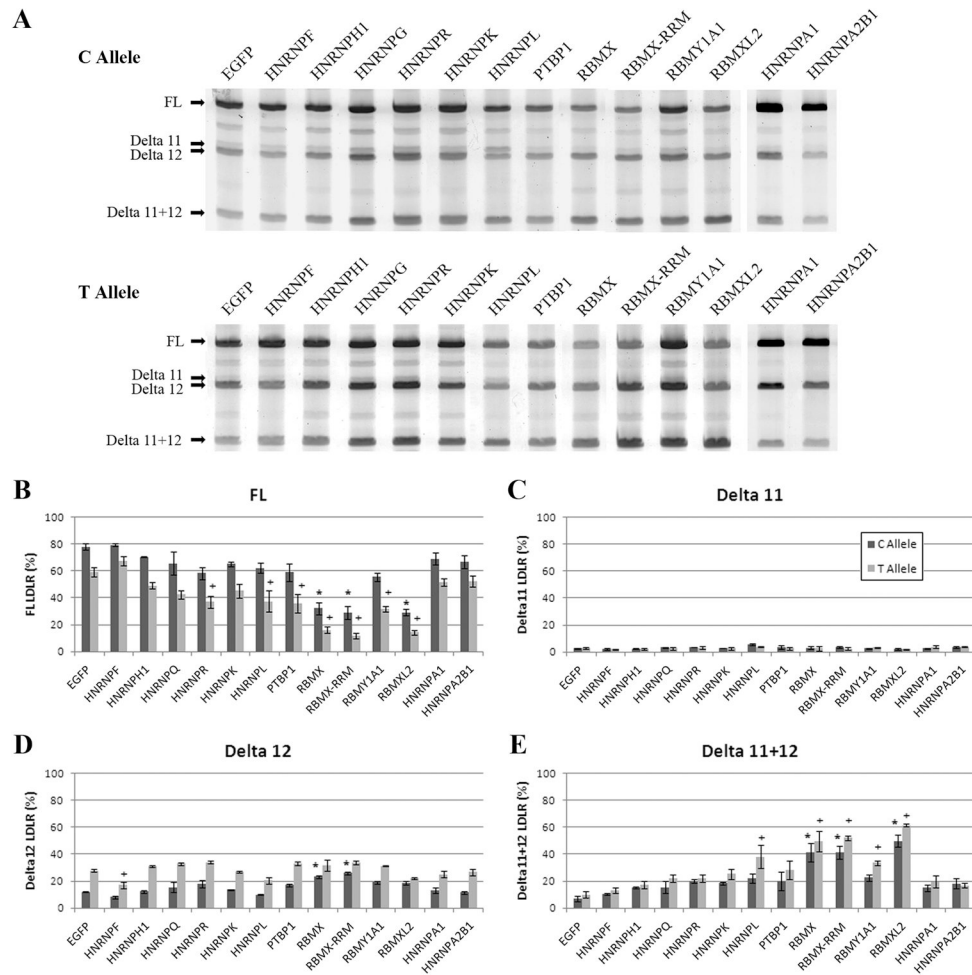 A
C Allele
EGFP HNRNPF HNRNPH1 HNRNPG HNRNPR HNRNPK HNRNPL PTBP1 RBMX RBMX-RRM RBMY1A1 RBMXL2 HNRNPA1 HNRNPA2B1
FL
Delta 11
Delta 12
Delta 11+12
T Allele
EGFP HNRNPF HNRNPH1 HNRNPG HNRNPR HNRNPK HNRNPL PTBP1 RBMX RBMX-RRM RBMY1A1 RBMXL2 HNRNPA1 HNRNPA2B1
FL
Delta 11
Delta 12
Delta 11+12
B
FL
FL LDLR (%)
100
80
60
40
20
0
* * *
+ + + + + + +
EGFP HNRNPF HNRNPH1 HNRNPQ HNRNPR HNRNPK HNRNPL PTBP1 RBMX RBMX-RRM RBMY1A1 RBMXL2 HNRNPA1 HNRNPA2B1
C
Delta 11
Delta11 LDLR (%)
100
80
60
40
20
0
C Allele
T Allele
EGFP HNRNPF HNRNPH1 HNRNPQ HNRNPR HNRNPK HNRNPL PTBP1 RBMX RBMX-RRM RBMY1A1 RBMXL2 HNRNPA1 HNRNPA2B1
D
Delta 12
Delta12 LDLR (%)
100
80
60
40
20
0
+ * *
EGFP HNRNPF HNRNPH1 HNRNPQ HNRNPR HNRNPK HNRNPL PTBP1 RBMX RBMX-RRM RBMY1A1 RBMXL2 HNRNPA1 HNRNPA2B1
E
Delta 11+12
Delta11+12 LDLR (%)
100
80
60
40
20
0
+ * + * + + * +
EGFP HNRNPF HNRNPH1 HNRNPQ HNRNPR HNRNPK HNRNPL PTBP1 RBMX RBMX-RRM RBMY1A1 RBMXL2 HNRNPA1 HNRNPA2B1